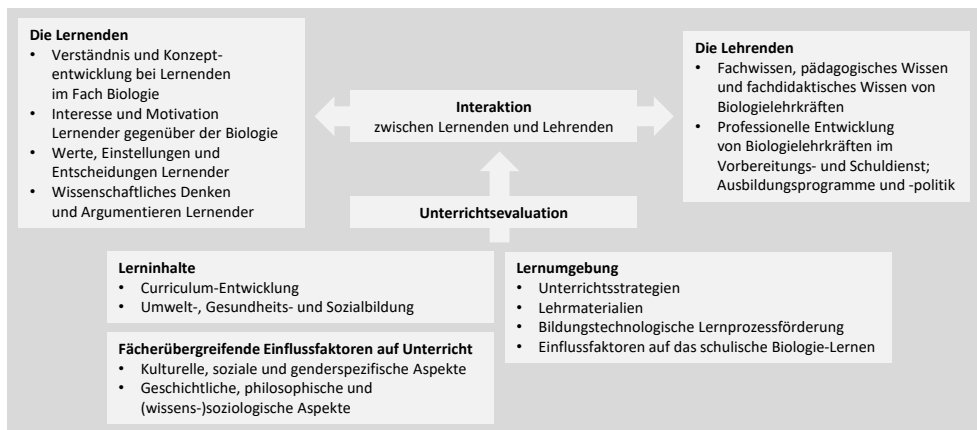 Die Lernenden
• Verständnis und Konzept-
entwicklung bei Lernenden
im Fach Biologie
• Interesse und Motivation
Lernender gegenüber der Biologie
• Werte, Einstellungen und
Entscheidungen Lernender
• Wissenschaftliches Denken
und Argumentieren Lernender
Interaktion
zwischen Lernenden und Lehrenden
Die Lehrenden
• Fachwissen, pädagogisches Wissen
und fachdidaktisches Wissen von
Biologielehrkräften
• Professionelle Entwicklung
von Biologielehrkräften im
Vorbereitungs- und Schuldienst;
Ausbildungsprogramme und -politik
Unterrichtsevaluation
Lerninhalte
• Curriculum-Entwicklung
• Umwelt-, Gesundheits- und Sozialbildung
Fächerübergreifende Einflussfaktoren auf Unterricht
• Kulturelle, soziale und genderspezifische Aspekte
• Geschichtliche, philosophische und
(wissens-)soziologische Aspekte
Lernumgebung
• Unterrichtsstrategien
• Lehrmaterialien
• Bildungstechnologische Lernprozessförderung
• Einflussfaktoren auf das schulische Biologie-Lernen